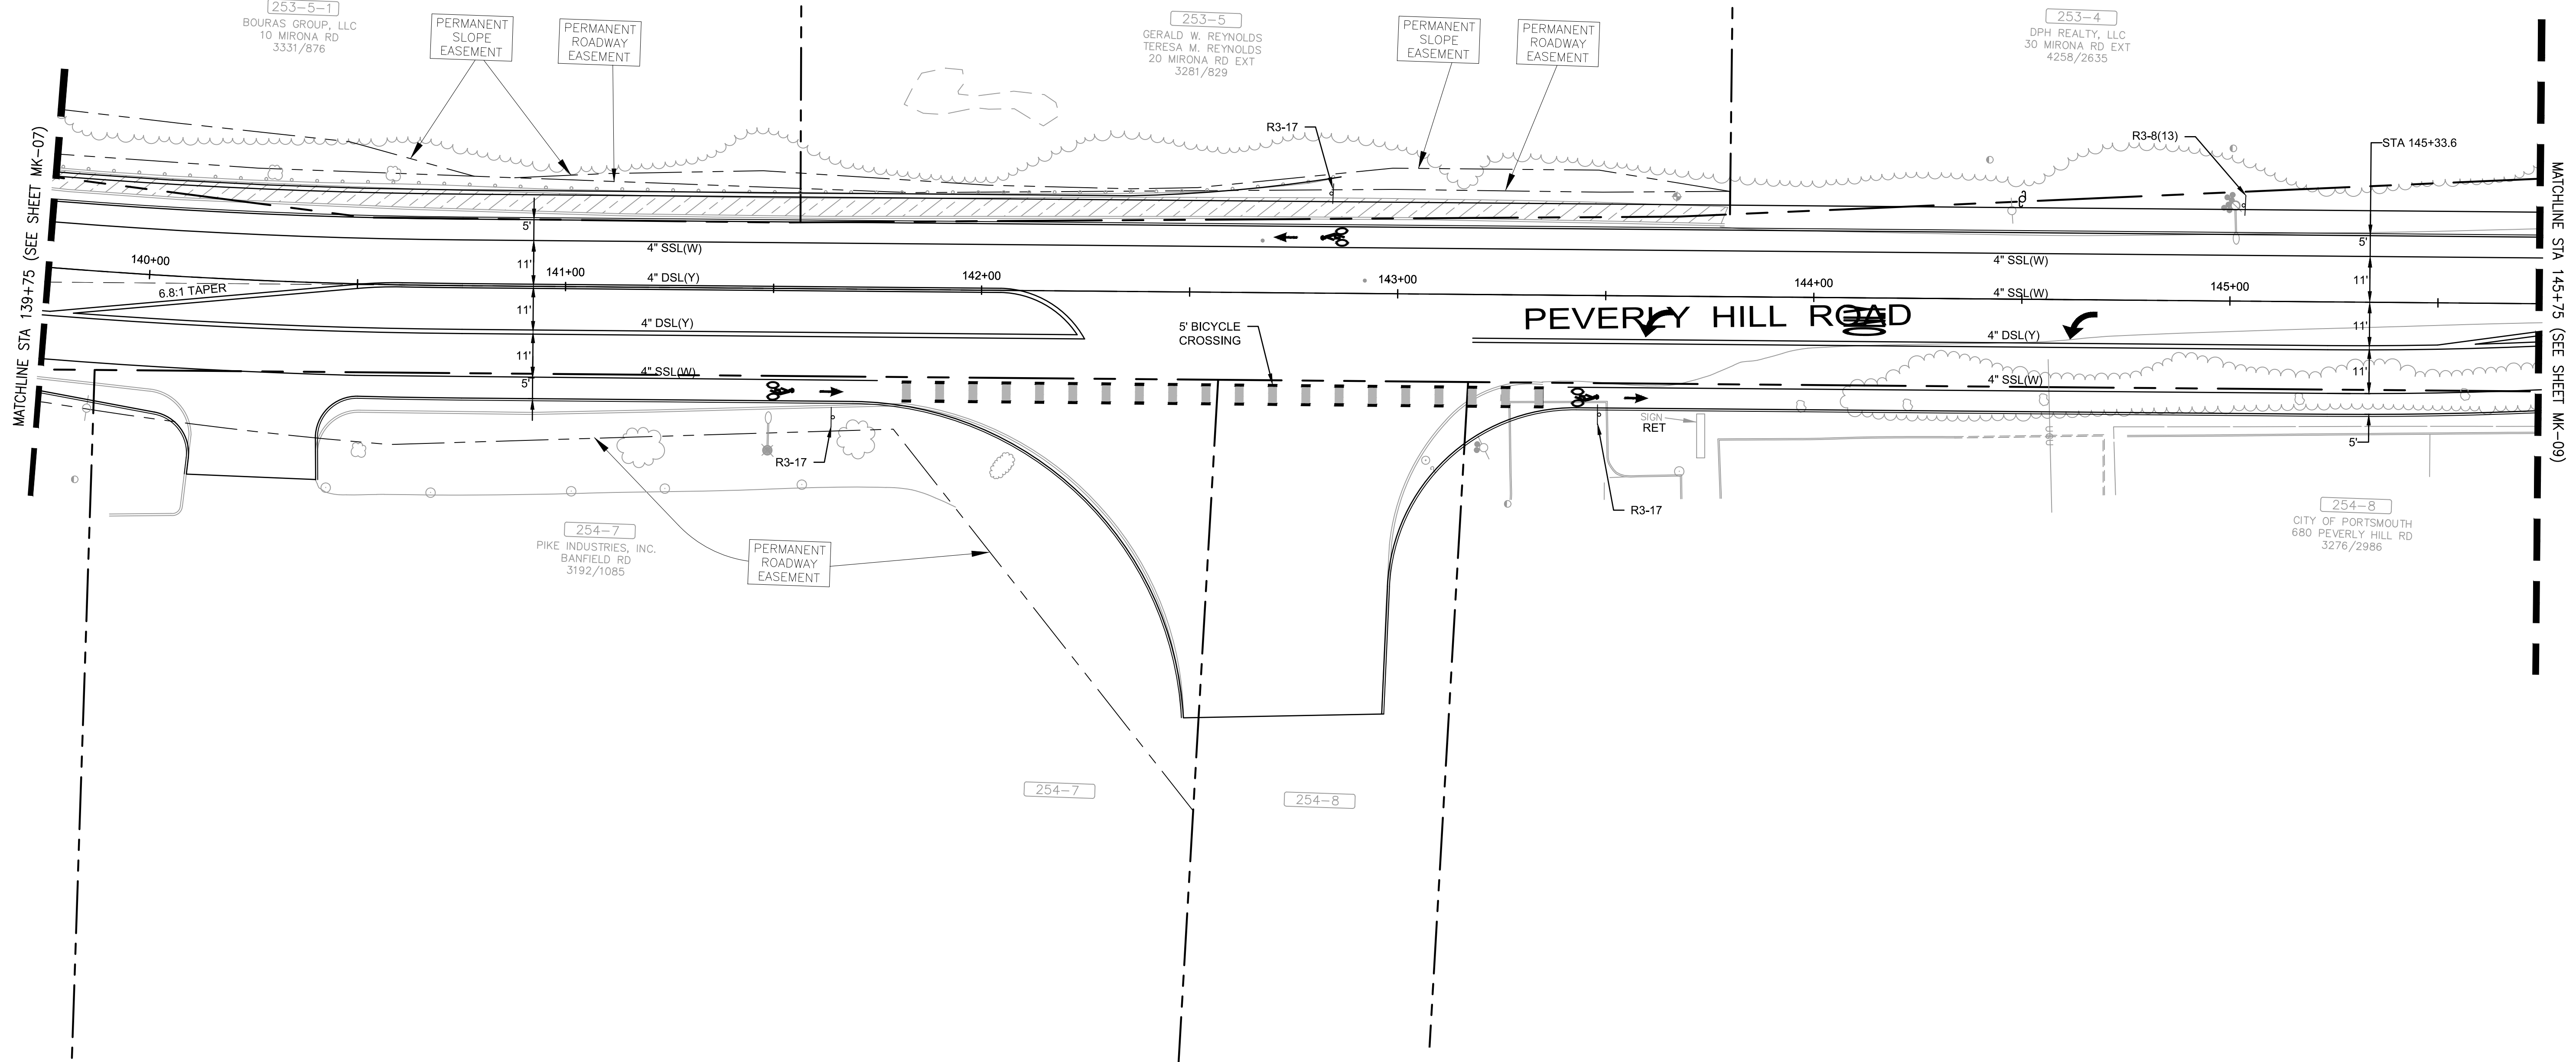 253-5-1
BOURAS GROUP, LLC
10 MIRONA RD
3331/876
PERMANENT
SLOPE
EASEMENT
PERMANENT
ROADWAY
EASEMENT
253-5
GERALD W. REYNOLDS
TERESA M. REYNOLDS
20 MIRONA RD EXT
3281/829
PERMANENT
SLOPE
EASEMENT
PERMANENT
ROADWAY
EASEMENT
253-4
DPH REALTY, LLC
30 MIRONA RD EXT
4258/2635
R3-17
R3-8(13)
STA 145+33.6
MATCHLINE STA 139+75 (SEE SHEET MK-07)
MATCHLINE STA 145+75 (SEE SHEET MK-09)
5'
4" SSL(W)
11'
140+00
141+00
4" DSL(Y)
142+00
143+00
144+00
145+00
4" SSL(W)
4" SSL(W)
5'
11'
6.8:1 TAPER
11'
4" DSL(Y)
5' BICYCLE
CROSSING
PEVERLY HILL ROAD
4" DSL(Y)
11'
11'
4" SSL(W)
5'
4" SSL(W)
11'
5'
R3-17
SIGN
RET
R3-17
254-7
PIKE INDUSTRIES, INC.
BANFIELD RD
3192/1085
PERMANENT
ROADWAY
EASEMENT
254-8
CITY OF PORTSMOUTH
680 PEVERLY HILL RD
3276/2986
254-7
254-8